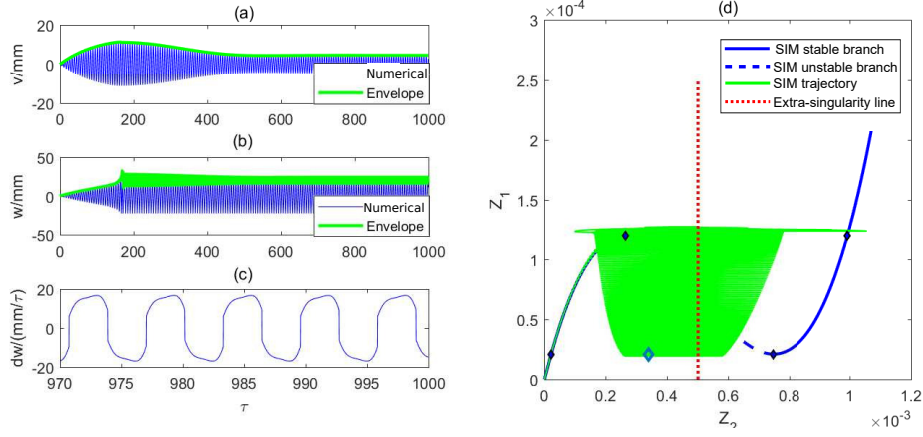 (a)
20
0
-20
v/mm
Numerical
Envelope
0 200 400 600 800 1000
(b)
50
0
-50
w/mm
Numerical
Envelope
0 200 400 600 800 1000
(c)
20
0
-20
dw/(mm/τ)
970 975 980 985 990 995 1000
τ
(d)
×10⁻⁴
3
2.5
2
1.5
1
0.5
0
Z₁
SIM stable branch
SIM unstable branch
SIM trajectory
Extra-singularity line
0 0.2 0.4 0.6 0.8 1 1.2
Z₂
×10⁻³